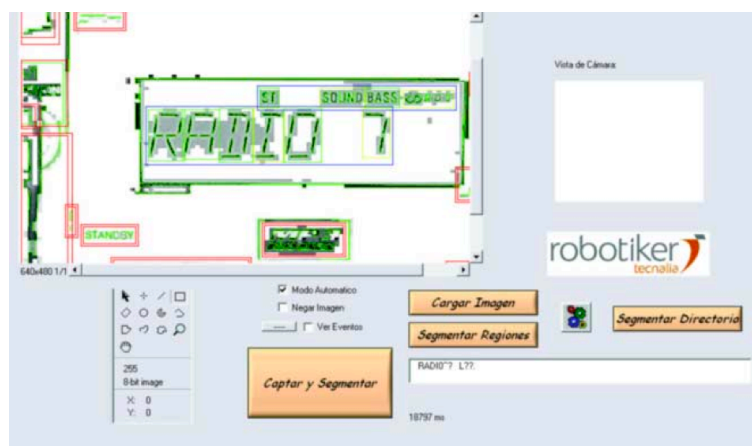 ST SOUND BASS
RADIO 7
STANDBY
640x480 1/1
Vista de Cámara:
robotiker
tecnalia
Modo Automatico
Negar Imagen
Ver Eventos
Cargar Imagen
Segmentar Regiones
Segmentar Directorio
Captar y Segmentar
255
8-bit image
X: 0
Y: 0
RADIO^? L??.
18797 ms